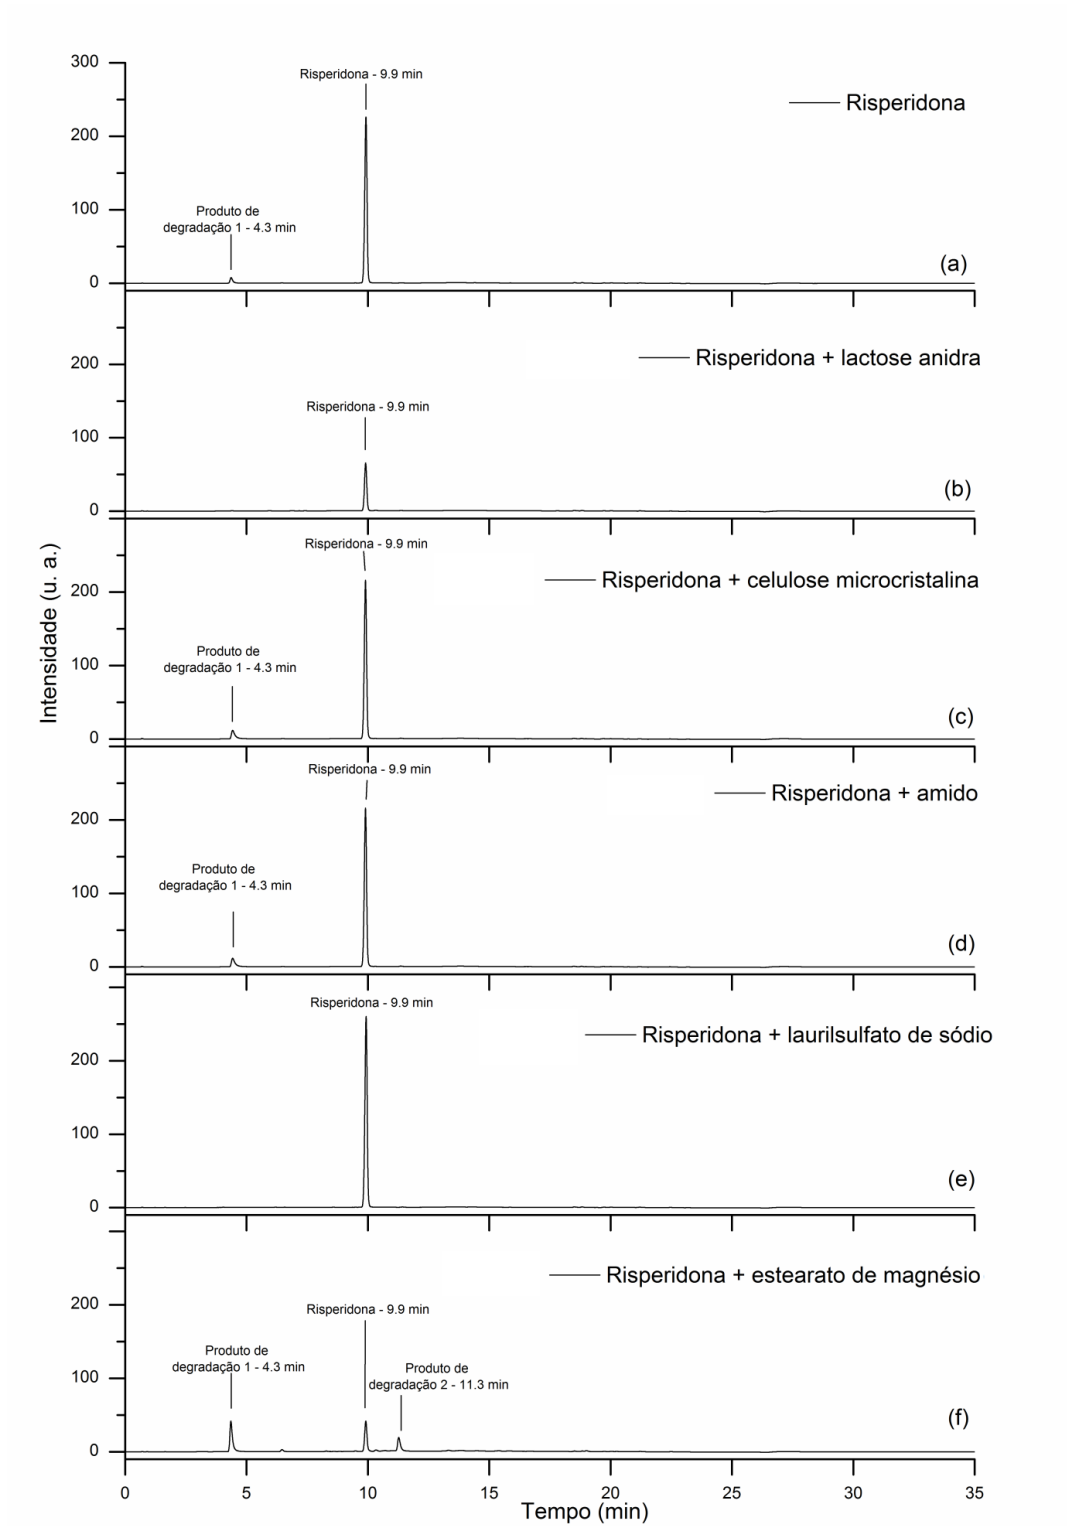 300
Risperidona - 9.9 min
Risperidona
200
Produto de
degradação 1 - 4.3 min
100
(a)
0
Risperidona + lactose anidra
200
Risperidona - 9.9 min
100
(b)
0
Risperidona - 9.9 min
Risperidona + celulose microcristalina
200
Produto de
degradação 1 - 4.3 min
100
(c)
0
Risperidona - 9.9 min
Risperidona + amido
200
Produto de
degradação 1 - 4.3 min
100
(d)
0
Risperidona - 9.9 min
Risperidona + laurilsulfato de sódio
200
100
(e)
0
Risperidona + estearato de magnésio
200
Risperidona - 9.9 min
Produto de
degradação 1 - 4.3 min
Produto de
degradação 2 - 11.3 min
100
(f)
0
Intensidade (u. a.)
0 5 10 15 20 25 30 35
Tempo (min)